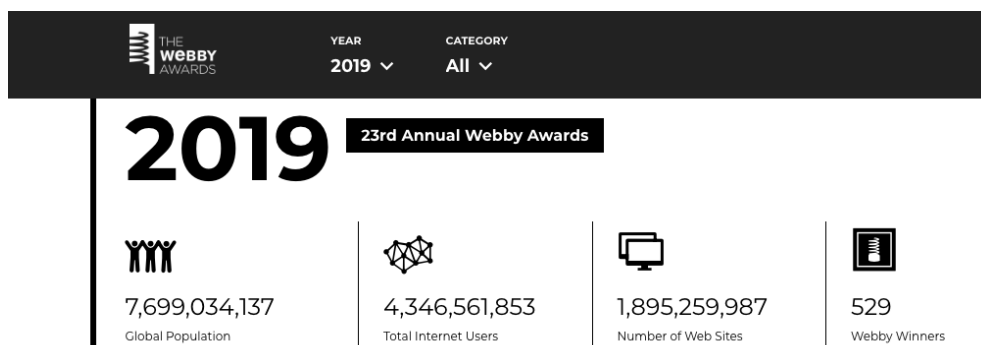 THE
WEBBY
AWARDS
YEAR
2019
CATEGORY
All
2019
23rd Annual Webby Awards
7,699,034,137
Global Population
4,346,561,853
Total Internet Users
1,895,259,987
Number of Web Sites
529
Webby Winners